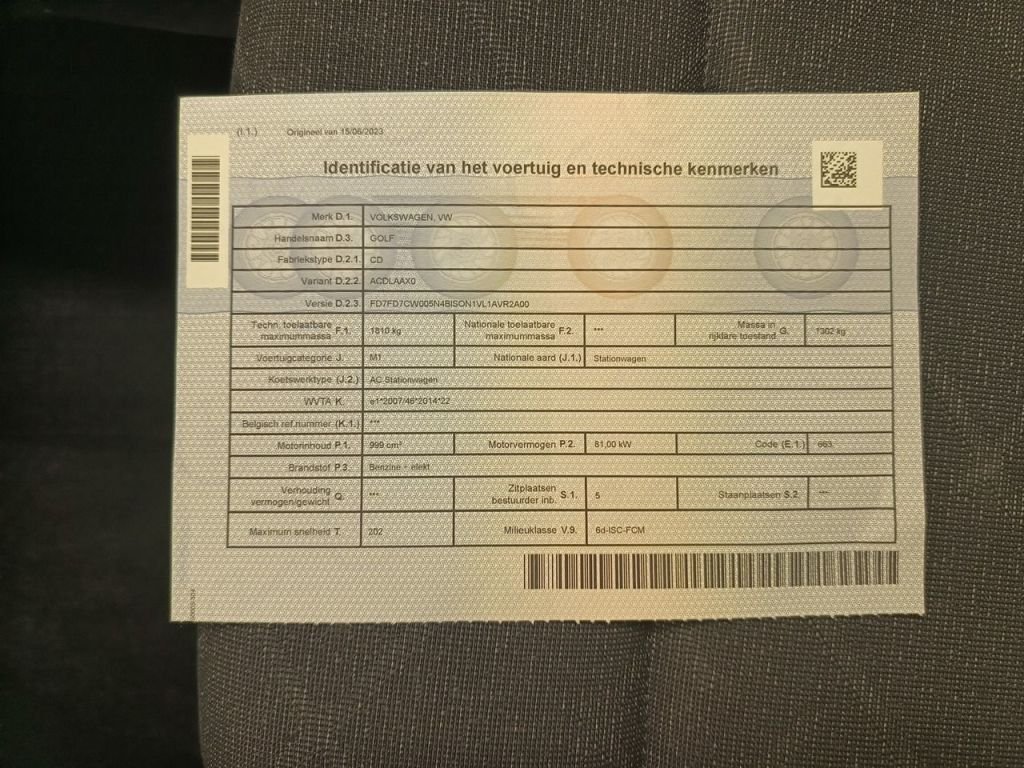 (I.1.) Origineel van 15/06/2023
Identificatie van het voertuig en technische kenmerken
Merk D.1. VOLKSWAGEN, VW
Handelsnaam D.3. GOLF
Fabriekstype D.2.1. CD
Variant D.2.2. ACDLAAX0
Versie D.2.3. FD7FD7CW005N4BISON1VL1AVR2A00
Techn. toelaatbare maximummassa F.1. 1810 kg Nationale toelaatbare maximummassa F.2. *** Massa in rijklare toestand G. 1302 kg
Voertuigcategorie J. M1 Nationale aard (J.1.) Stationwagen
Koetswerktype (J.2.) AC Stationwagen
WVTA K. e1*2007/46*2014*22
Belgisch ref.nummer (K.1.) ***
Motorinhoud P.1. 999 cm³ Motorvermogen P.2. 81,00 kW Code (E.1.) 663
Brandstof P.3. Benzine + elekt
Verhouding vermogen/gewicht Q. *** Zitplaatsen bestuurder inb. S.1. 5 Staanplaatsen S.2. ***
Maximum snelheid T. 202 Milieuklasse V.9. 6d-ISC-FCM